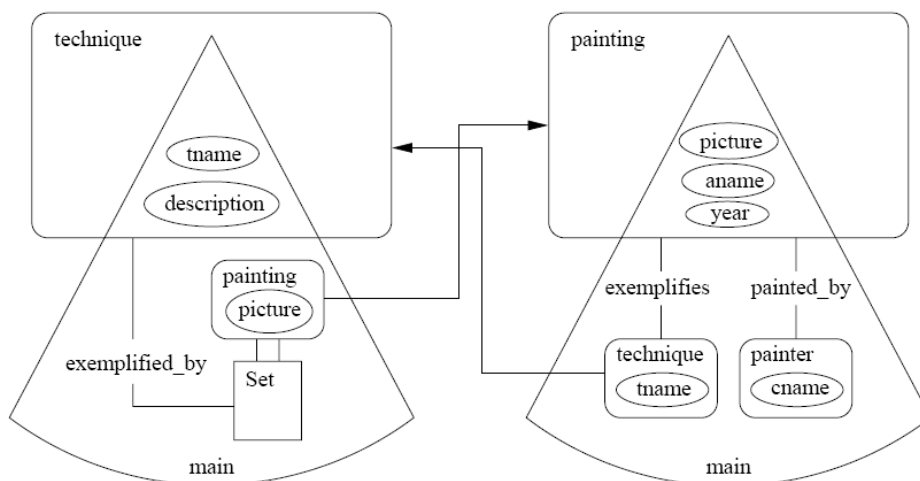 technique
tname
description
painting
picture
exemplified_by
Set
main
painting
picture
aname
year
exemplifies
painted_by
technique
tname
painter
cname
main